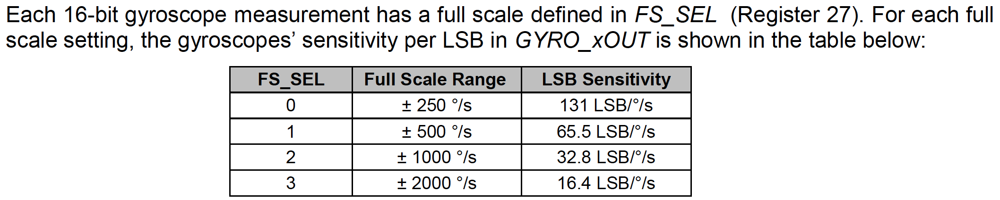 Each 16-bit gyroscope measurement has a full scale defined in FS_SEL (Register 27). For each full
scale setting, the gyroscopes’ sensitivity per LSB in GYRO_xOUT is shown in the table below:
FS_SEL Full Scale Range LSB Sensitivity
0 ± 250 °/s 131 LSB/°/s
1 ± 500 °/s 65.5 LSB/°/s
2 ± 1000 °/s 32.8 LSB/°/s
3 ± 2000 °/s 16.4 LSB/°/s